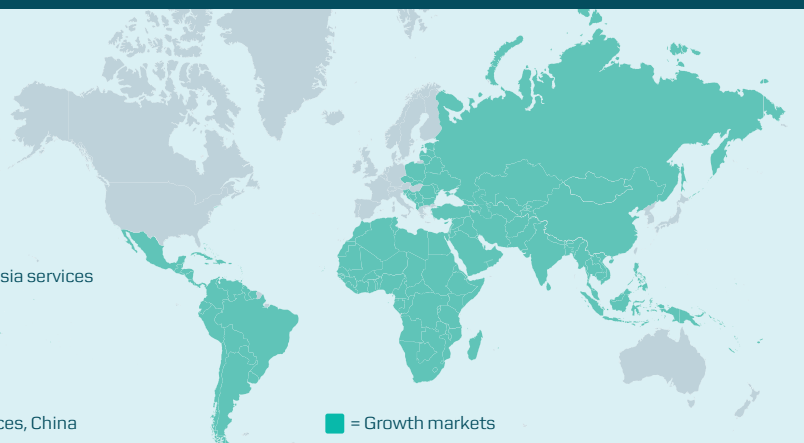 sia services
ces, China
= Growth markets